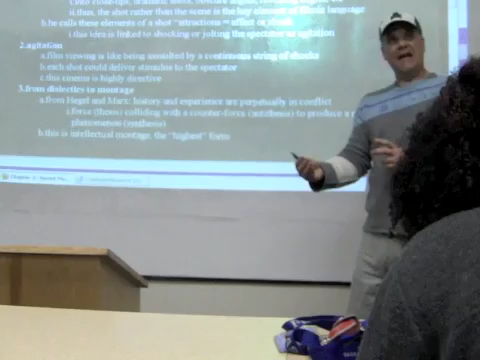 ii.thus, the shot rather than the scene is the key element of filmic language
b.he calls these elements of a shot "attractions" = affect or shock
i.this idea is linked to shocking or jolting the spectator as agitation
2.agitation
a.film viewing is like being assaulted by a continuous string of shocks
b.each shot could deliver stimulus to the spectator
c.this cinema is highly directive
3.from dialectics to montage
a.from Hegel and Marx, history and experience are perpetually in conflict
i.force (thesis) colliding with a counter-force (antithesis) to produce a
phenomenon (synthesis)
b.this is intellectual montage, the "highest" form